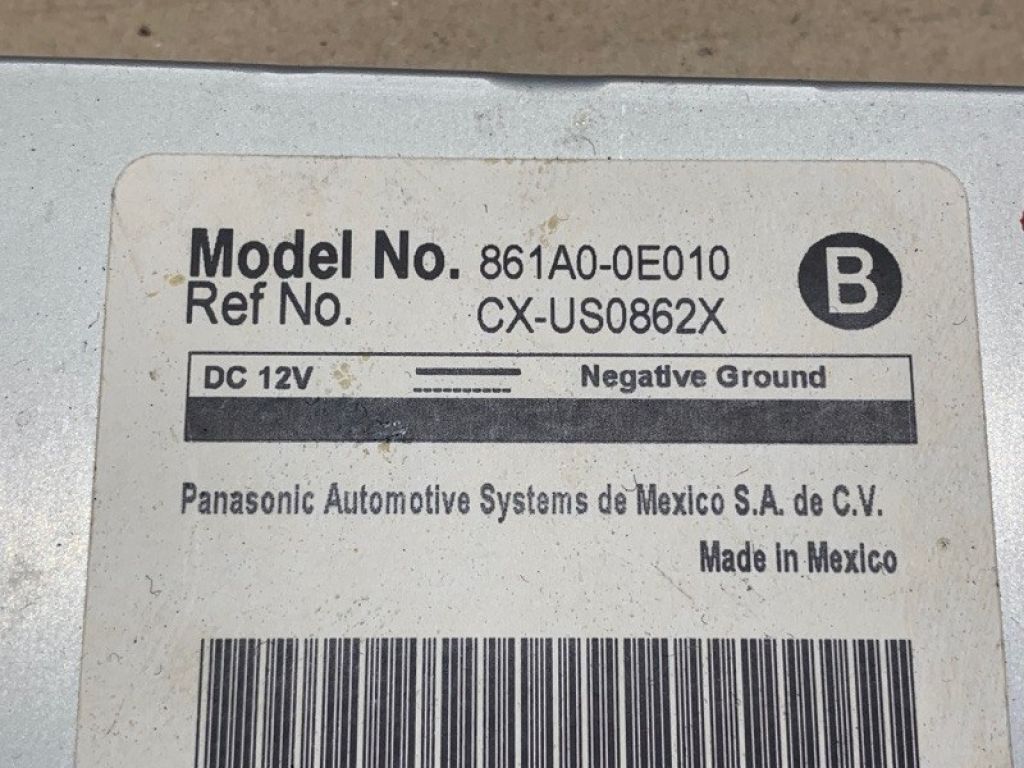 Model No. 861A0-0E010
B
Ref No. CX-US0862X
DC 12V Negative Ground
Panasonic Automotive Systems de Mexico S.A. de C.V.
Made in Mexico